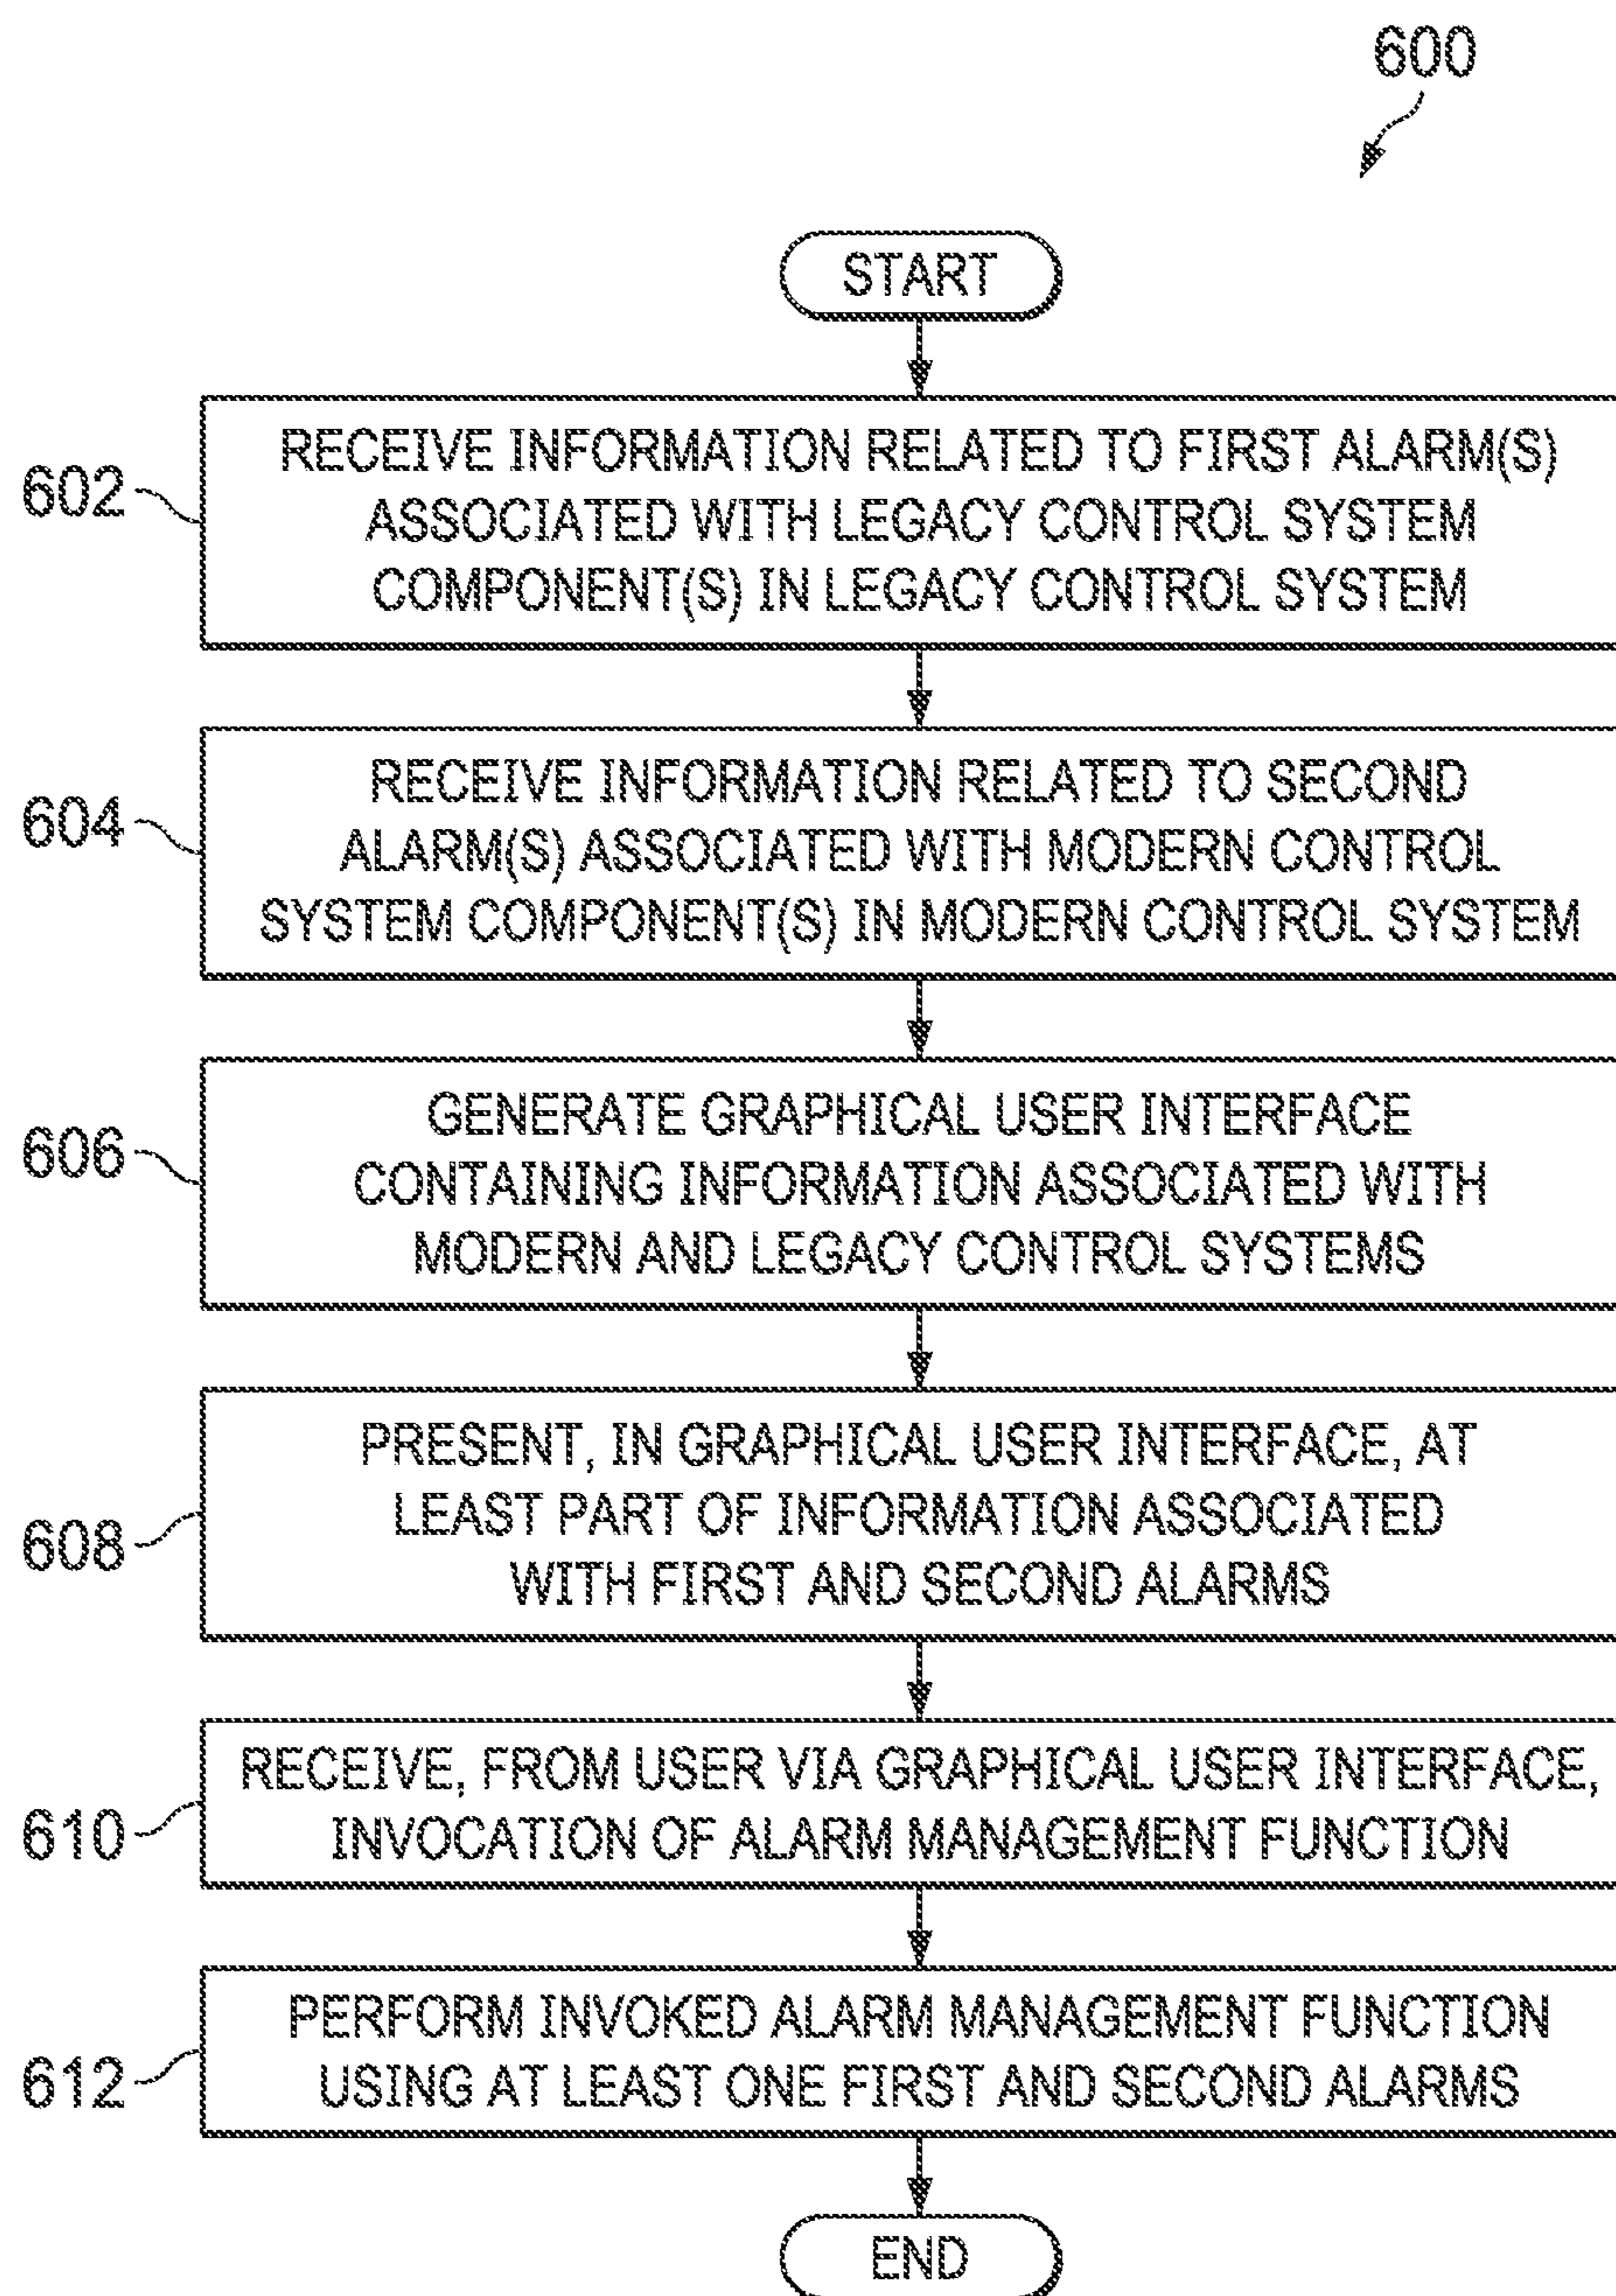 600
START
602
RECEIVE INFORMATION RELATED TO FIRST ALARM(S)
ASSOCIATED WITH LEGACY CONTROL SYSTEM
COMPONENT(S) IN LEGACY CONTROL SYSTEM
604
RECEIVE INFORMATION RELATED TO SECOND
ALARM(S) ASSOCIATED WITH MODERN CONTROL
SYSTEM COMPONENT(S) IN MODERN CONTROL SYSTEM
606
GENERATE GRAPHICAL USER INTERFACE
CONTAINING INFORMATION ASSOCIATED WITH
MODERN AND LEGACY CONTROL SYSTEMS
608
PRESENT, IN GRAPHICAL USER INTERFACE, AT
LEAST PART OF INFORMATION ASSOCIATED
WITH FIRST AND SECOND ALARMS
610
RECEIVE, FROM USER VIA GRAPHICAL USER INTERFACE,
INVOCATION OF ALARM MANAGEMENT FUNCTION
612
PERFORM INVOKED ALARM MANAGEMENT FUNCTION
USING AT LEAST ONE FIRST AND SECOND ALARMS
END